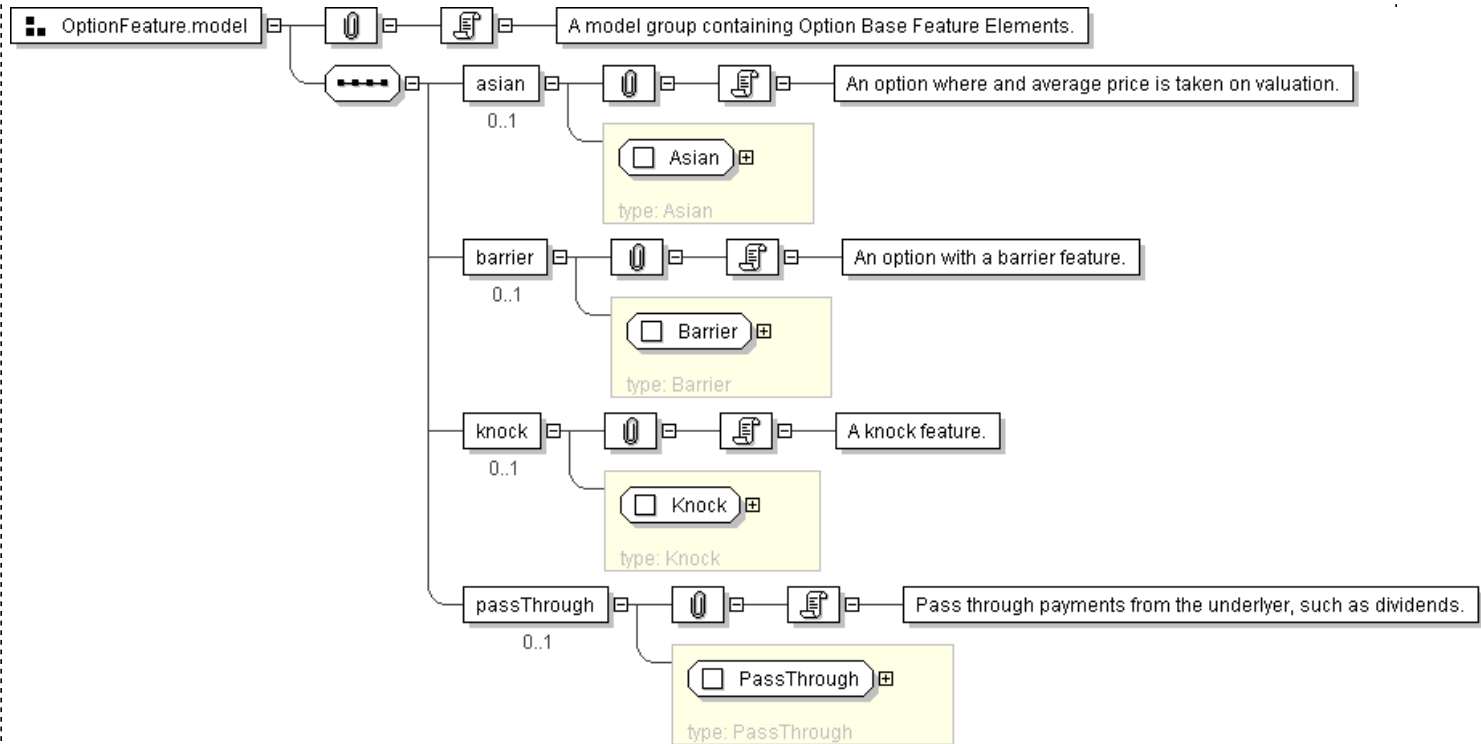 OptionFeature.model
A model group containing Option Base Feature Elements.
asian
An option where and average price is taken on valuation.
0..1
Asian
type: Asian
barrier
An option with a barrier feature.
0..1
Barrier
type: Barrier
knock
A knock feature.
0..1
Knock
type: Knock
passThrough
Pass through payments from the underlyer, such as dividends.
0..1
PassThrough
type: PassThrough